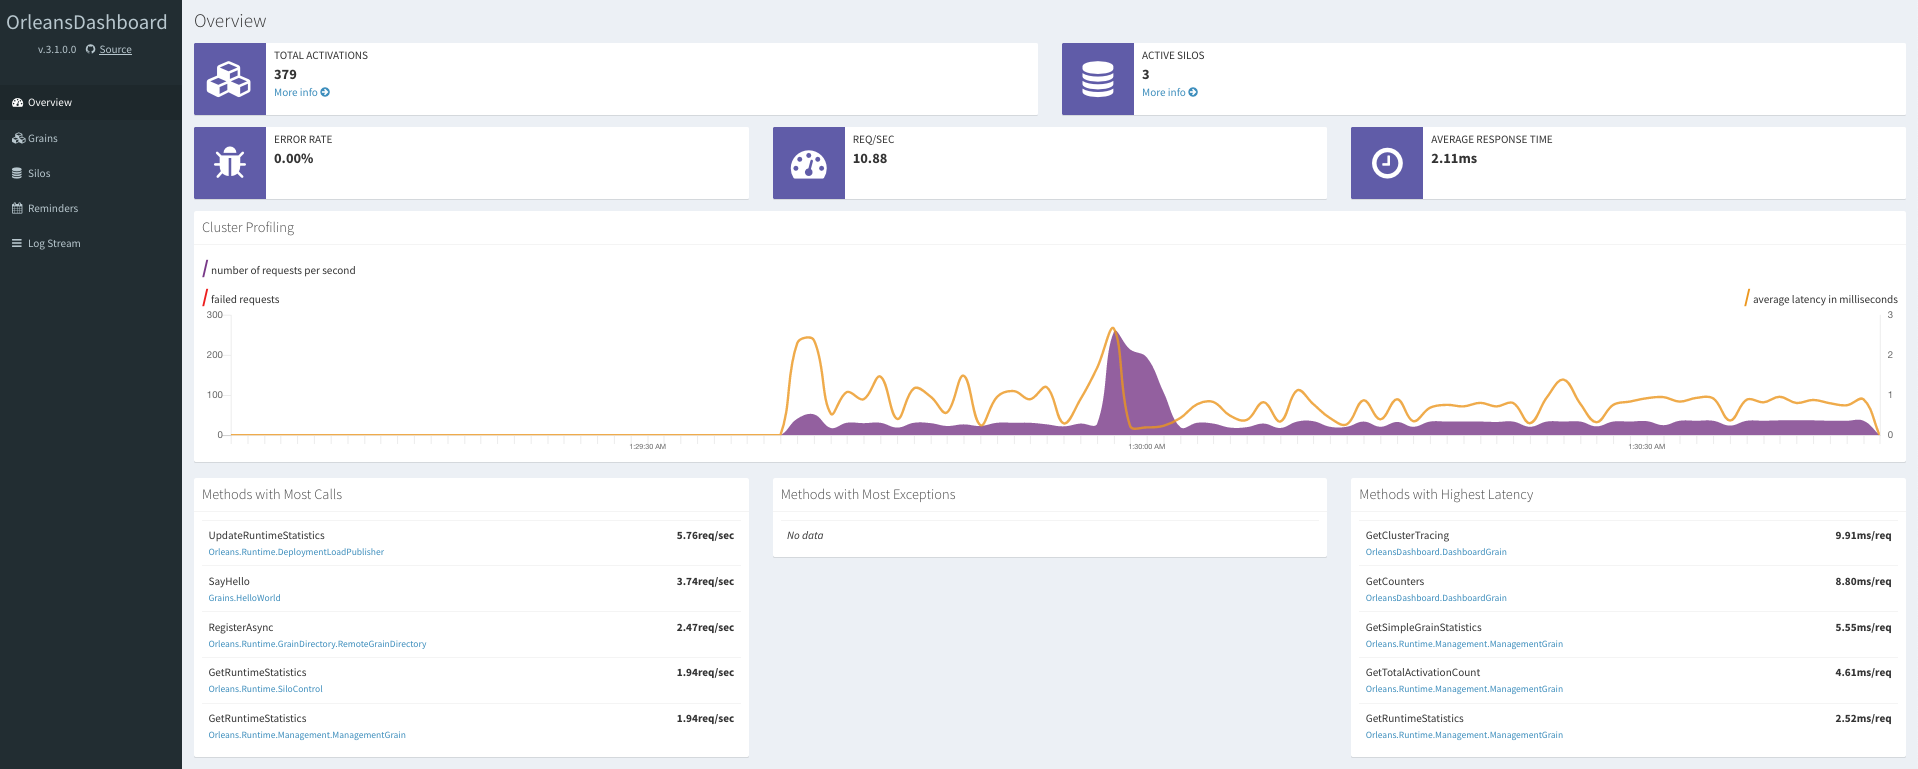 OrleansDashboard
v.3.1.0.0 Source
Overview
Grains
Silos
Reminders
Log Stream
Overview
TOTAL ACTIVATIONS
379
More info
ACTIVE SILOS
3
More info
ERROR RATE
0.00%
REQ/SEC
10.88
AVERAGE RESPONSE TIME
2.11ms
Cluster Profiling
number of requests per second
failed requests
average latency in milliseconds
300
200
100
0
3
2
1
0
1:29:30 AM
1:30:00 AM
1:30:30 AM
Methods with Most Calls
UpdateRuntimeStatistics 5.76req/sec
Orleans.Runtime.DeploymentLoadPublisher
SayHello 3.74req/sec
Grains.HelloWorld
RegisterAsync 2.47req/sec
Orleans.Runtime.GrainDirectory.RemoteGrainDirectory
GetRuntimeStatistics 1.94req/sec
Orleans.Runtime.SiloControl
GetRuntimeStatistics 1.94req/sec
Orleans.Runtime.Management.ManagementGrain
Methods with Most Exceptions
No data
Methods with Highest Latency
GetClusterTracing 9.91ms/req
OrleansDashboard.DashboardGrain
GetCounters 8.80ms/req
OrleansDashboard.DashboardGrain
GetSimpleGrainStatistics 5.55ms/req
Orleans.Runtime.Management.ManagementGrain
GetTotalActivationCount 4.61ms/req
Orleans.Runtime.Management.ManagementGrain
GetRuntimeStatistics 2.52ms/req
Orleans.Runtime.Management.ManagementGrain